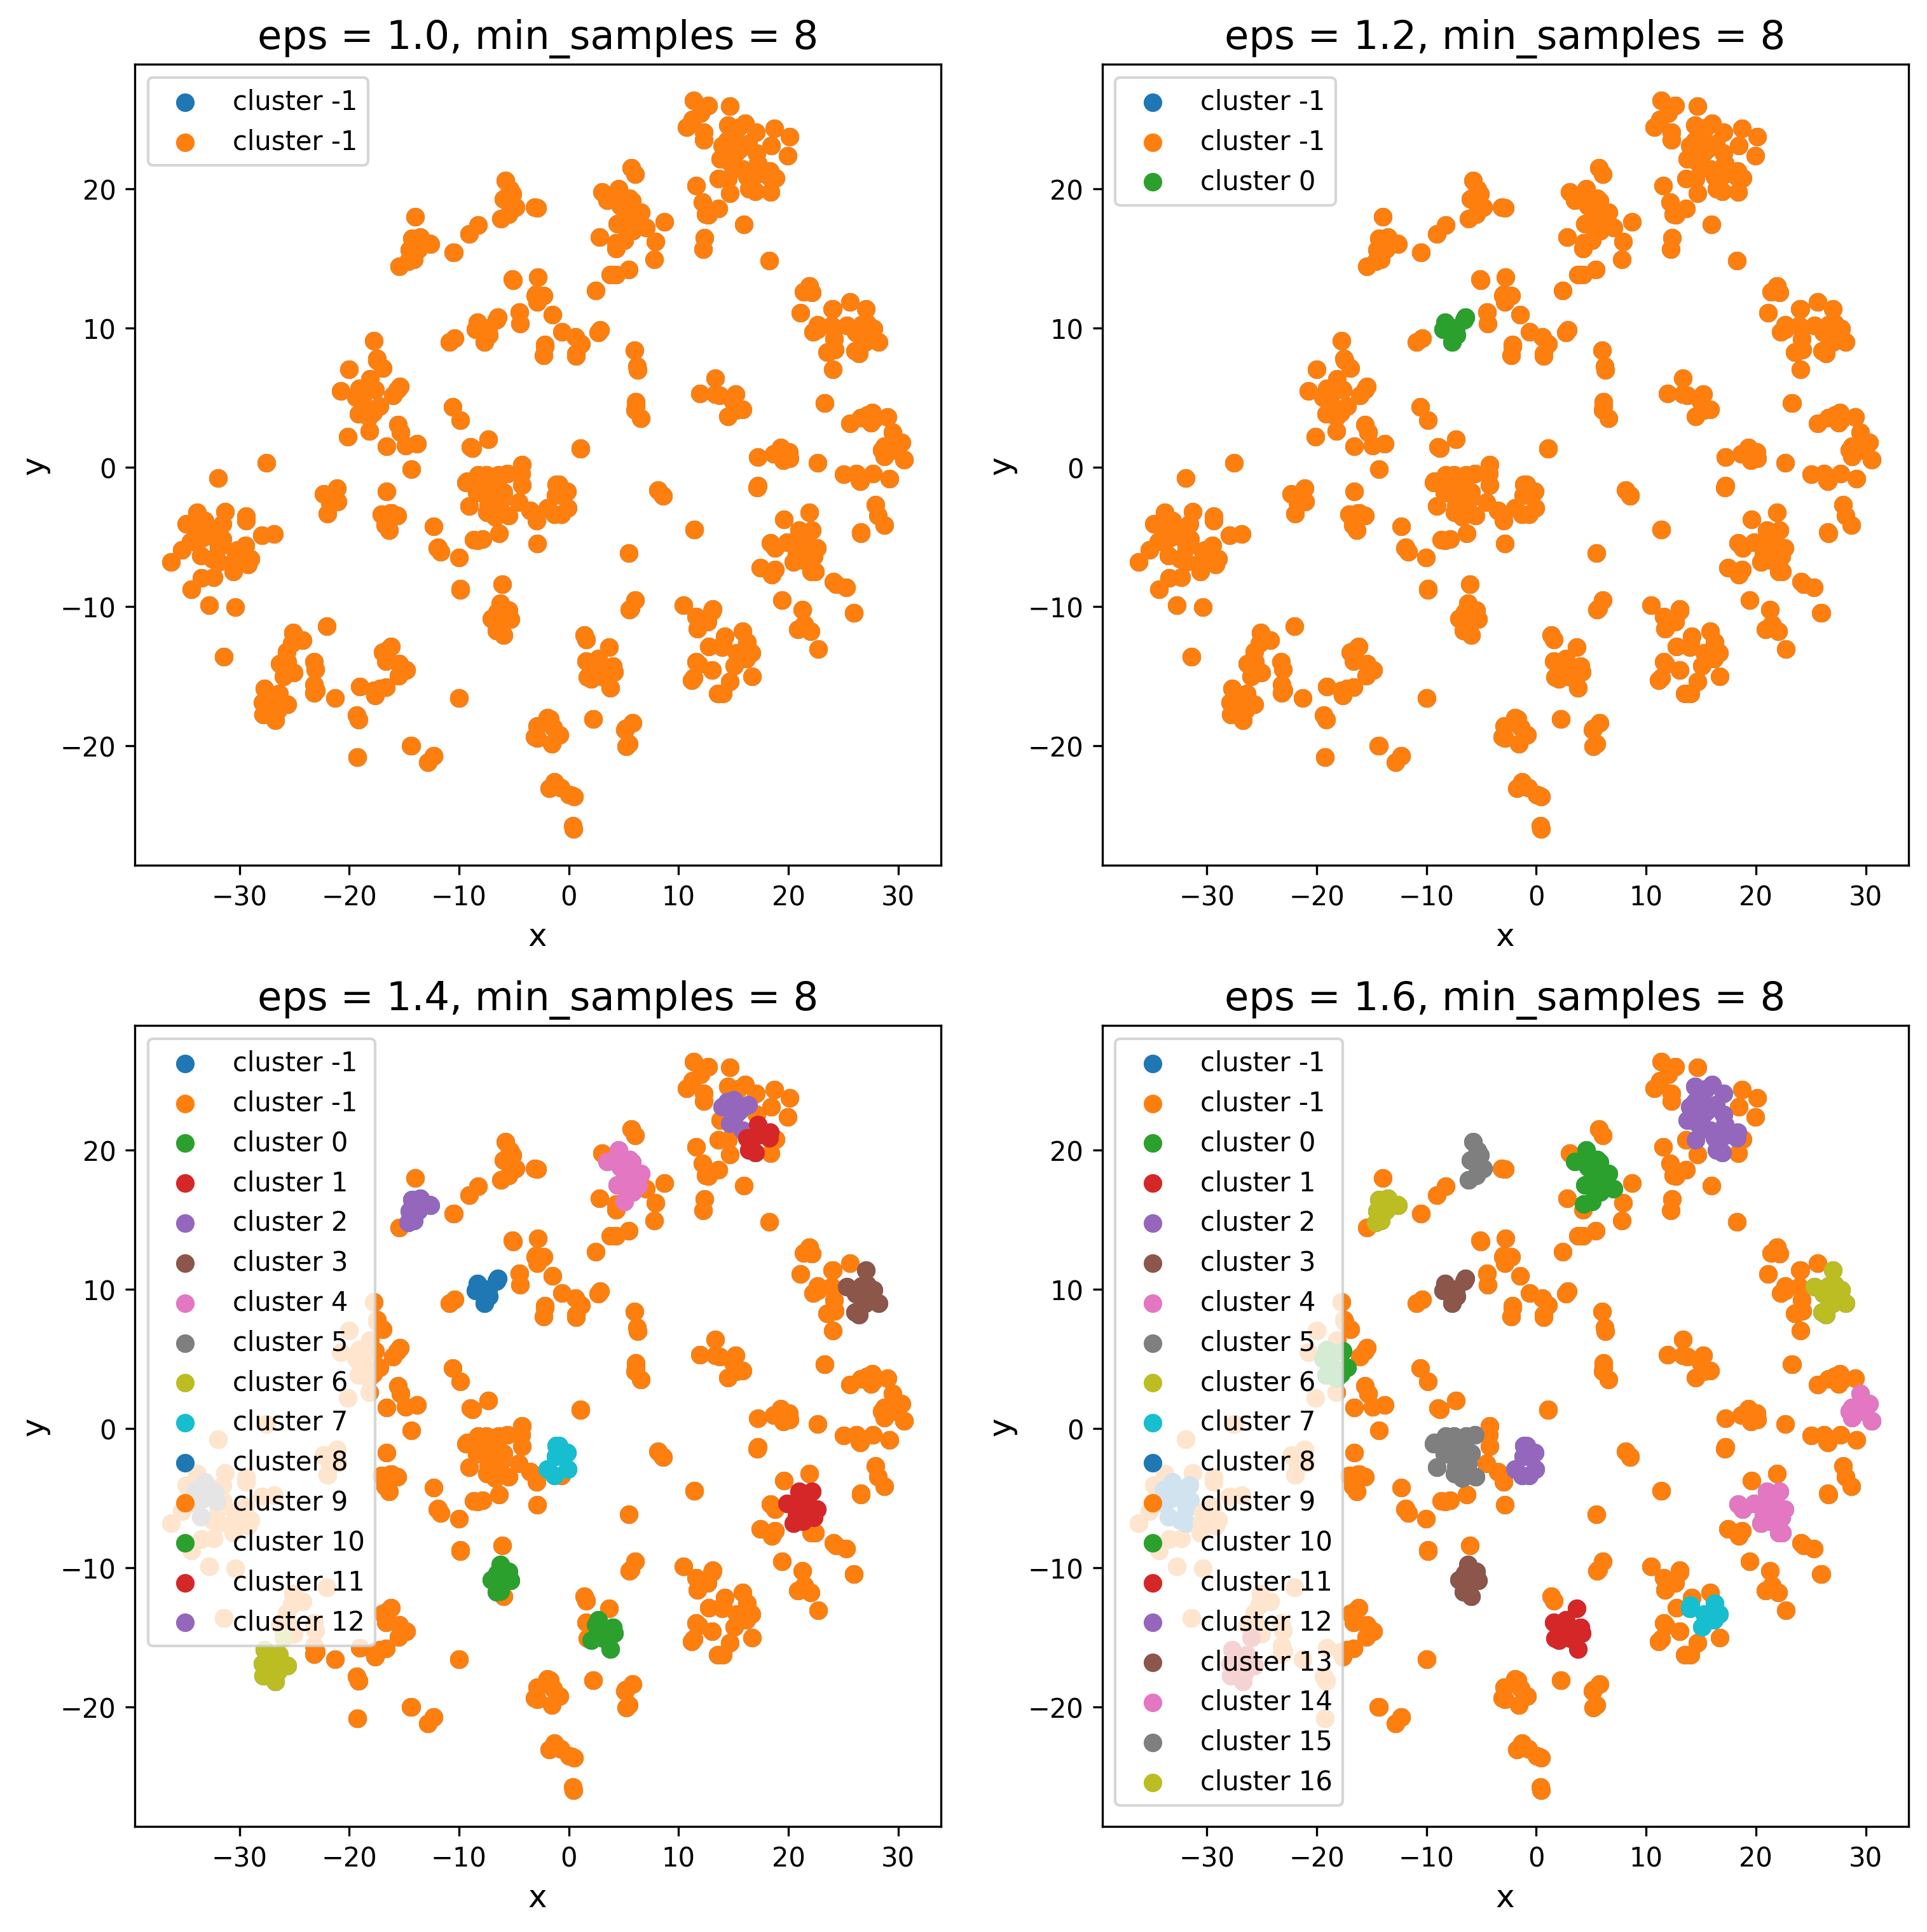 eps = 1.0, min_samples = 8
cluster -1
cluster -1
20
10
0
−10
−20
y
−30 −20 −10 0 10 20 30
x
eps = 1.2, min_samples = 8
cluster -1
cluster -1
cluster 0
20
10
0
−10
−20
y
−30 −20 −10 0 10 20 30
x
eps = 1.4, min_samples = 8
cluster -1
cluster -1
cluster 0
cluster 1
cluster 2
cluster 3
cluster 4
cluster 5
cluster 6
cluster 7
cluster 8
cluster 9
cluster 10
cluster 11
cluster 12
20
10
0
−10
−20
y
−30 −20 −10 0 10 20 30
x
eps = 1.6, min_samples = 8
cluster -1
cluster -1
cluster 0
cluster 1
cluster 2
cluster 3
cluster 4
cluster 5
cluster 6
cluster 7
cluster 8
cluster 9
cluster 10
cluster 11
cluster 12
cluster 13
cluster 14
cluster 15
cluster 16
20
10
0
−10
−20
y
−30 −20 −10 0 10 20 30
x